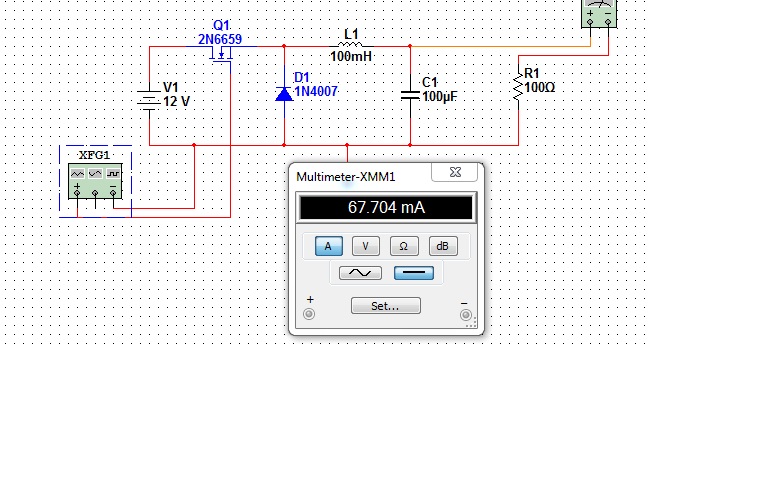 Q1
2N6659
L1
100mH
V1
12 V
D1
1N4007
C1
100µF
R1
100Ω
XFG1
+ −
+ −
Multimeter-XMM1
67.704 mA
A V Ω dB
+ −
Set...